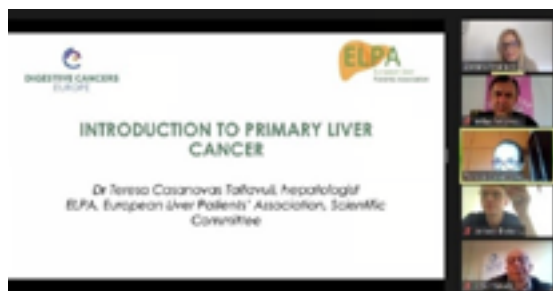 DIGESTIVE CANCERS
EUROPE
ELPA
INTRODUCTION TO PRIMARY LIVER
CANCER
Dr Teresa Casanovas Taltavull, hepatologist
ELPA, European Liver Patients' Association, Scientific
Committee